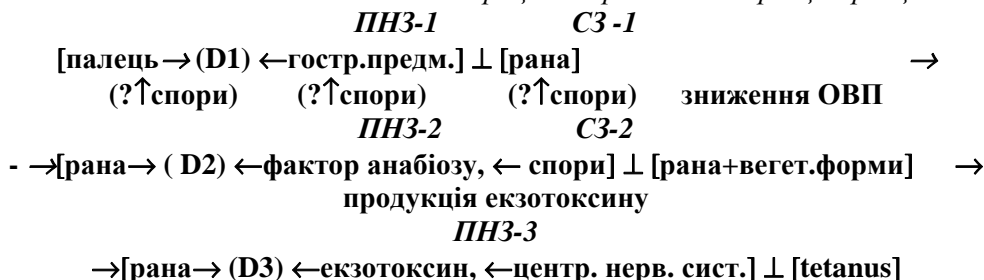 ПНЗ-1 СЗ -1
[палець→(D1) ←гостр.предм.] ⊥ [рана] →
(?↑спори) (?↑спори) (?↑спори) зниження ОВП
ПНЗ-2 СЗ-2
- →[рана→ ( D2) ←фактор анабіозу, ← спори] ⊥ [рана+вегет.форми] →
продукція екзотоксину
ПНЗ-3
→[рана→ (D3) ←екзотоксин, ←центр. нерв. сист.] ⊥ [tetanus]